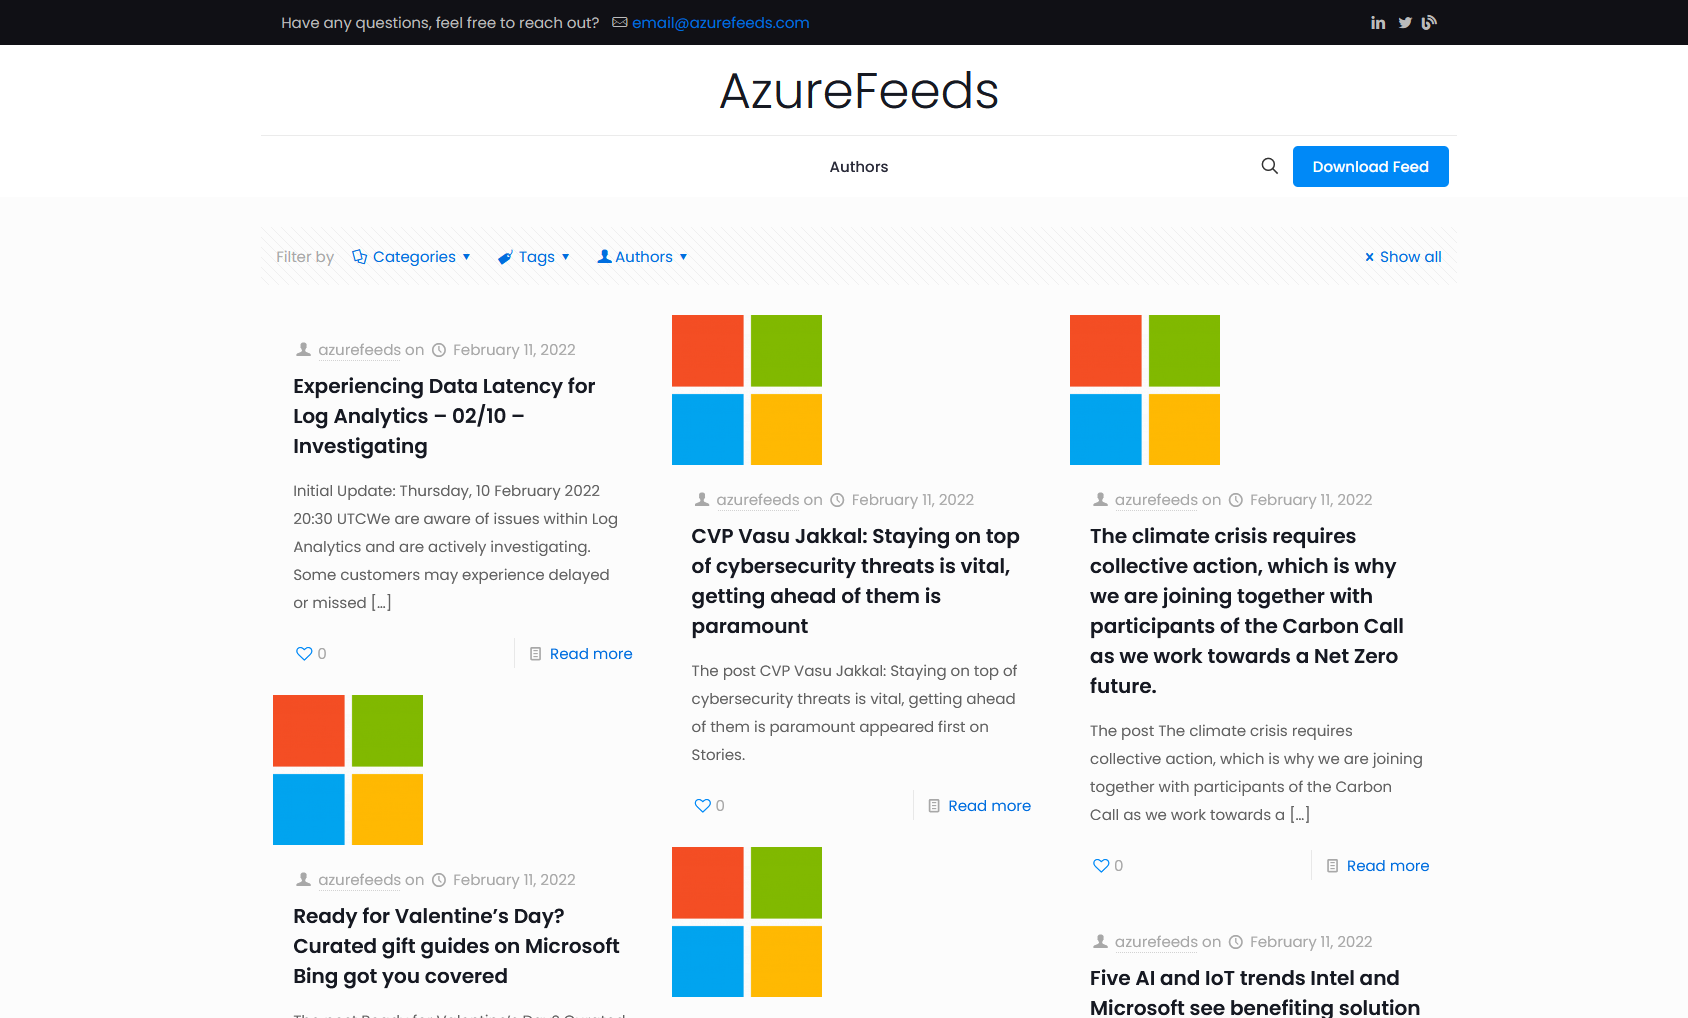 Have any questions, feel free to reach out? email@azurefeeds.com
AzureFeeds
Authors
Download Feed
Filter by Categories Tags Authors Show all
azurefeeds on February 11, 2022
Experiencing Data Latency for
Log Analytics – 02/10 –
Investigating
Initial Update: Thursday, 10 February 2022
20:30 UTCWe are aware of issues within Log
Analytics and are actively investigating.
Some customers may experience delayed
or missed […]
0 Read more
azurefeeds on February 11, 2022
Ready for Valentine’s Day?
Curated gift guides on Microsoft
Bing got you covered
The post Ready for Valentine’s Day? Curated
azurefeeds on February 11, 2022
CVP Vasu Jakkal: Staying on top
of cybersecurity threats is vital,
getting ahead of them is
paramount
The post CVP Vasu Jakkal: Staying on top of
cybersecurity threats is vital, getting ahead
of them is paramount appeared first on
Stories.
0 Read more
azurefeeds on February 11, 2022
The climate crisis requires
collective action, which is why
we are joining together with
participants of the Carbon Call
as we work towards a Net Zero
future.
The post The climate crisis requires
collective action, which is why we are joining
together with participants of the Carbon
Call as we work towards a […]
0 Read more
azurefeeds on February 11, 2022
Five AI and IoT trends Intel and
Microsoft see benefiting solution